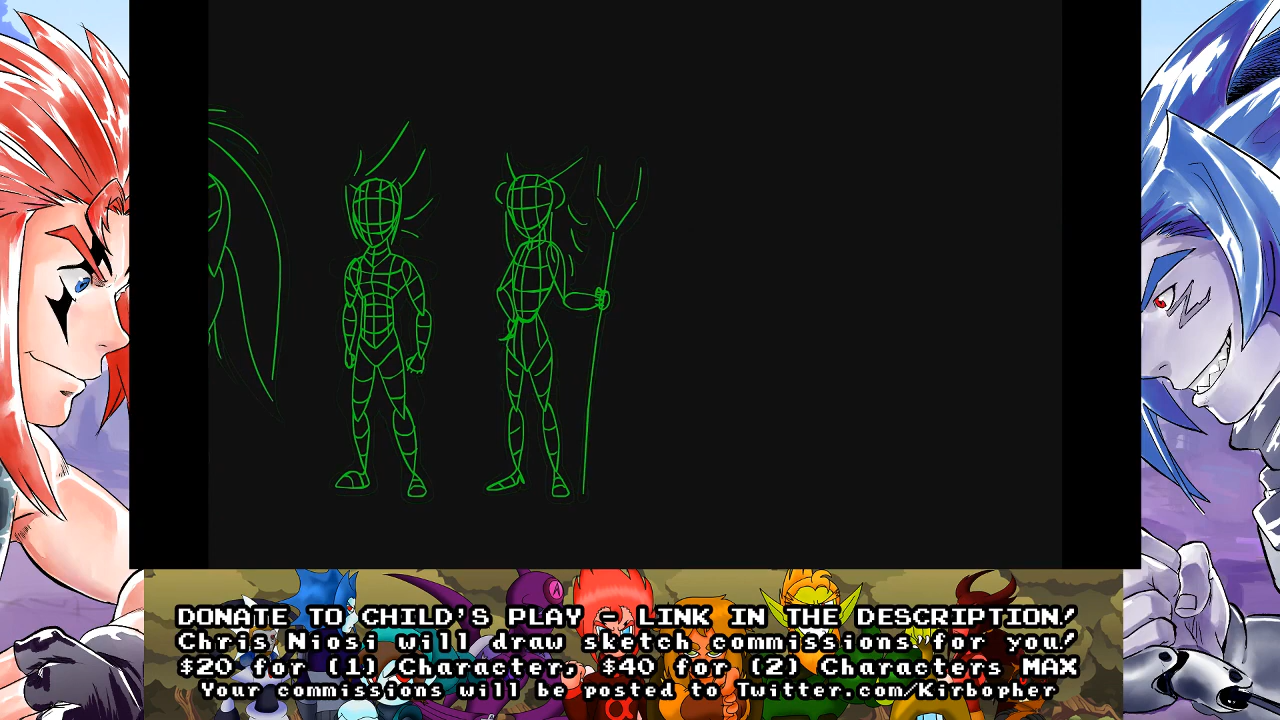 DONATE TO CHILD'S PLAY - LINK IN THE DESCRIPTION!
Chris Niosi will draw sketch commissions for you!
$20 for (1) Character, $40 for (2) Characters MAX
Your commissions will be posted to Twitter.com/Kirbopher